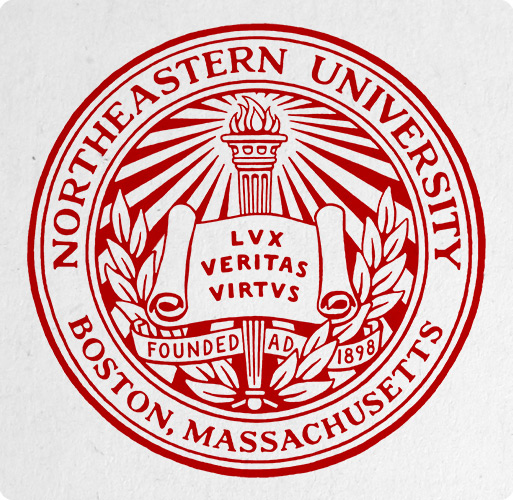 NORTHEASTERN UNIVERSITY
LVX
VERITAS
VIRTVS
FOUNDED AD 1898
BOSTON, MASSACHUSETTS